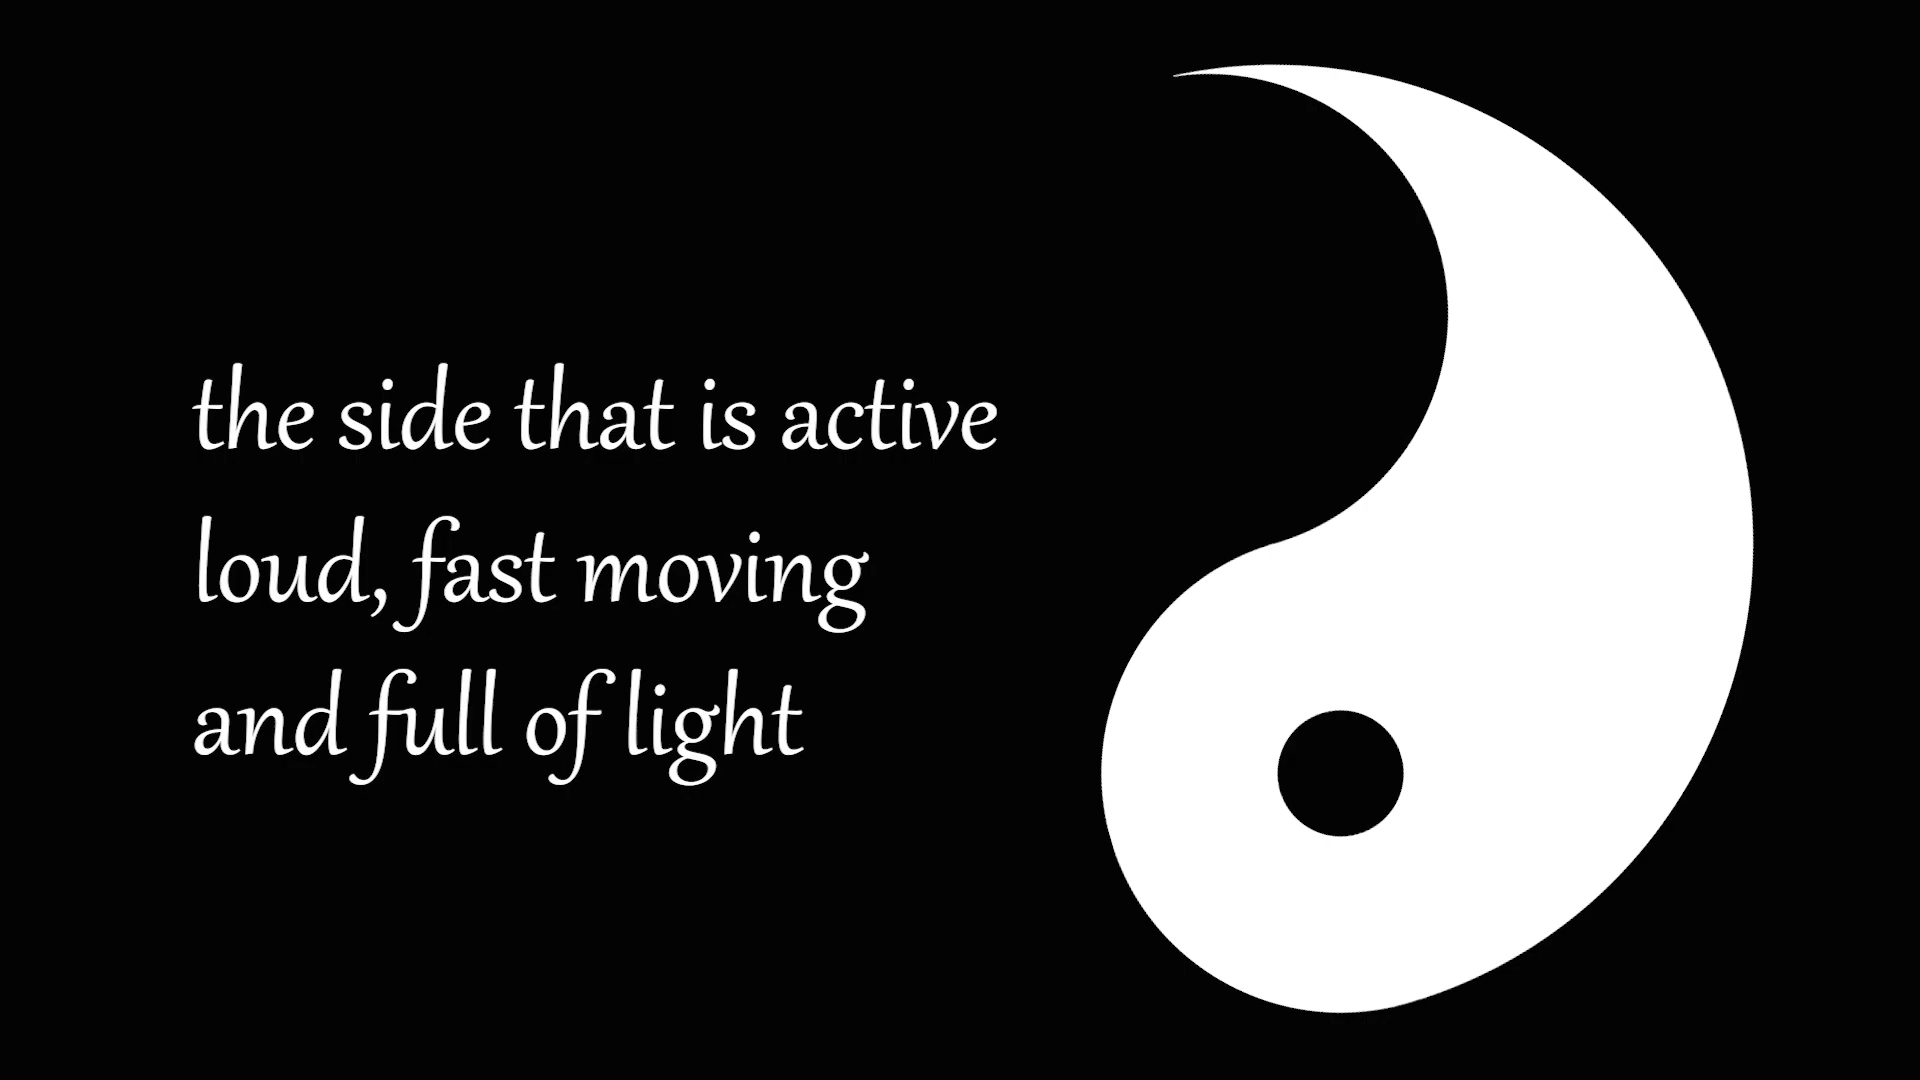 the side that is active
loud, fast moving
and full of light